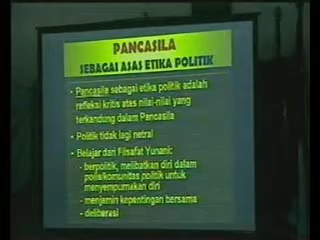 PANCASILA
SEBAGAI ASAS ETIKA POLITIK
• Pancasila sebagai etika politik adalah
refleksi kritis atas nilai-nilai yang
terkandung dalam Pancasila
• Politik tidak lagi netral
• Belajar dari Filsafat Yunani:
- berpolitik, melibatkan diri dalam
polis/komunitas politik untuk
menyempurnakan diri
- menjamin kepentingan bersama
- deliberasi